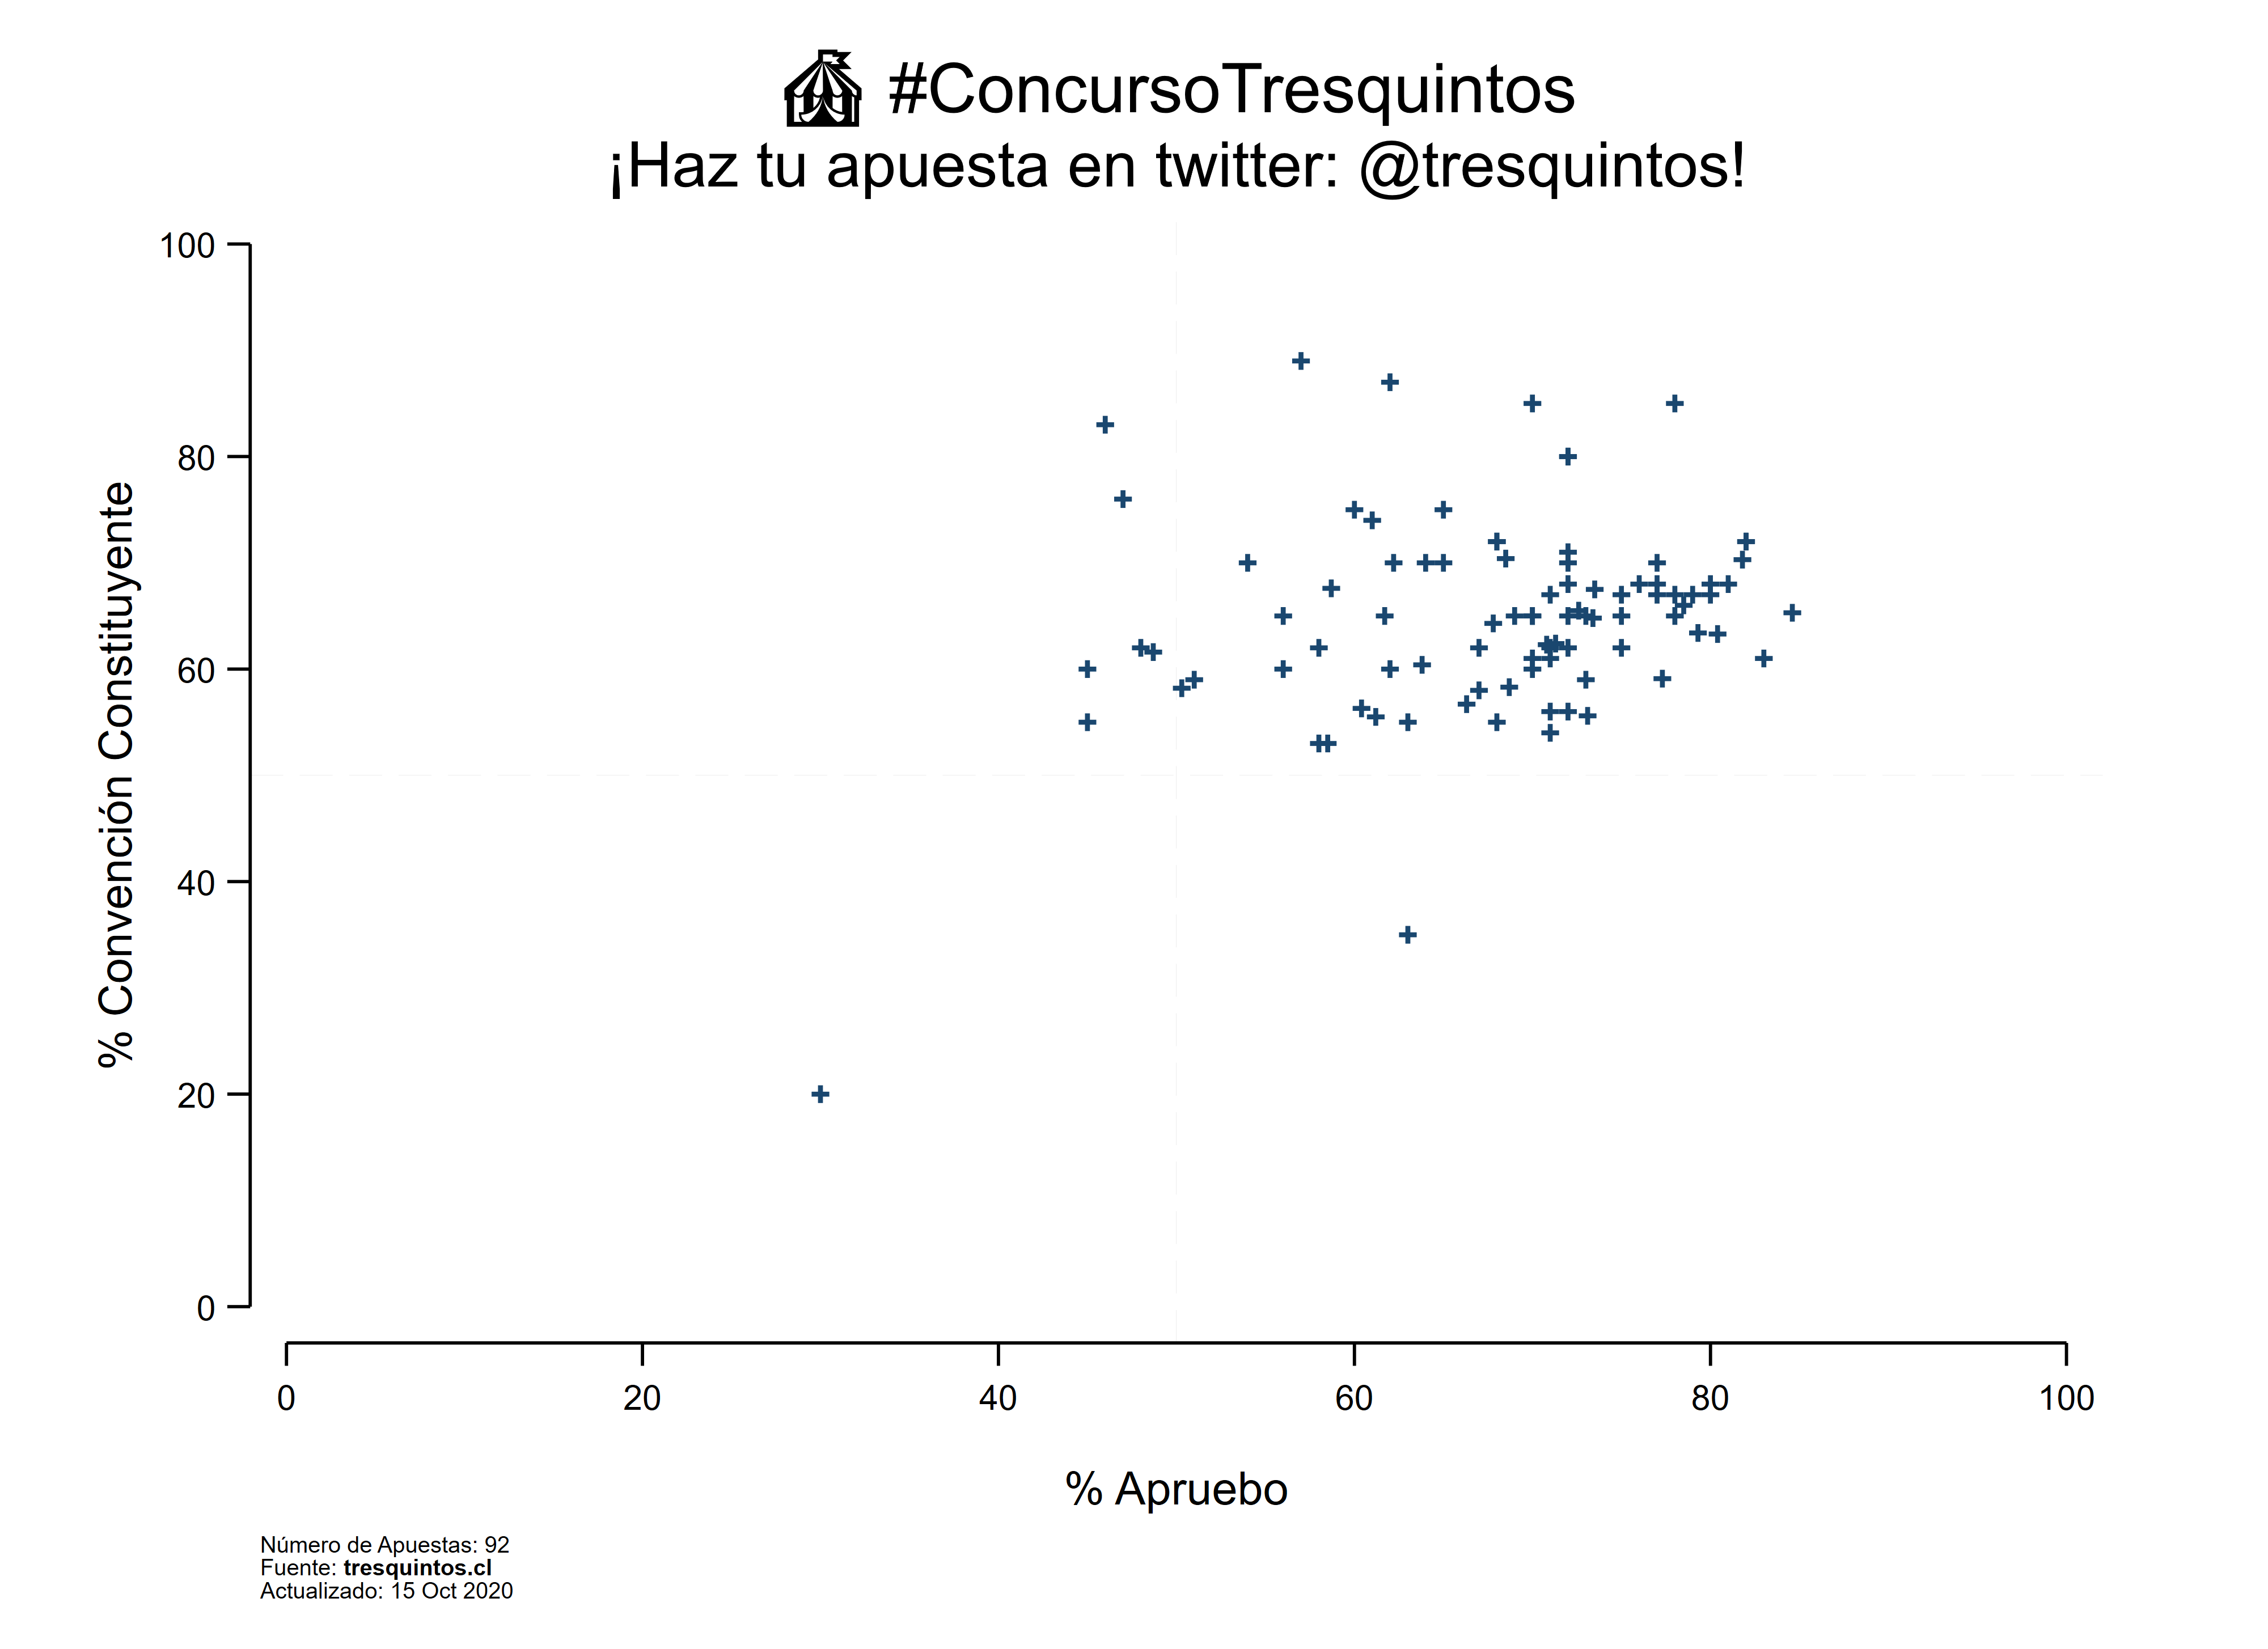 #ConcursoTresquintos
¡Haz tu apuesta en twitter: @tresquintos!
% Convención Constituyente
100
80
60
40
20
0
0 20 40 60 80 100
% Apruebo
Número de Apuestas: 92
Fuente: tresquintos.cl
Actualizado: 15 Oct 2020